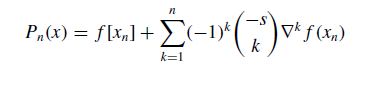 $P_n(x) = f[x_n] + \sum_{k=1}^{n} (-1)^k \binom{-s}{k} \nabla^k f(x_n)$